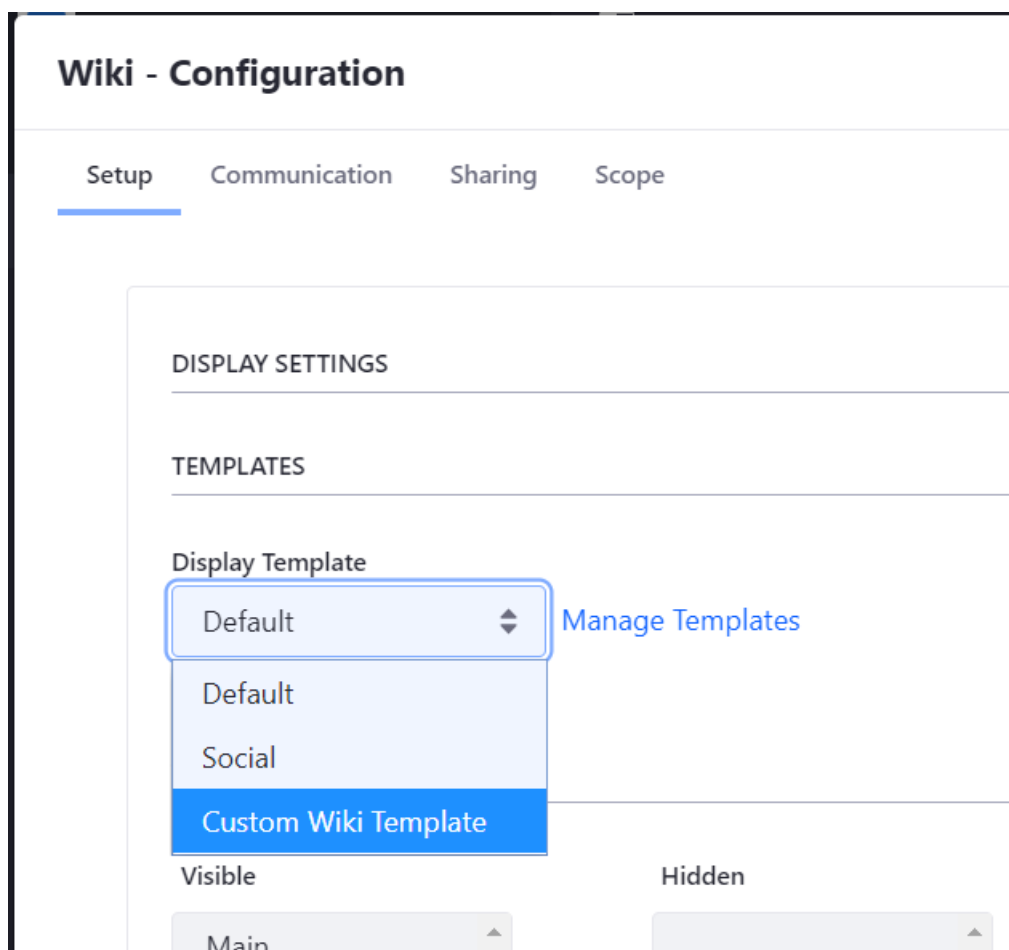 Wiki - Configuration
Setup Communication Sharing Scope
DISPLAY SETTINGS
TEMPLATES
Display Template
Default Manage Templates
Default
Social
Custom Wiki Template
Visible Hidden
Main